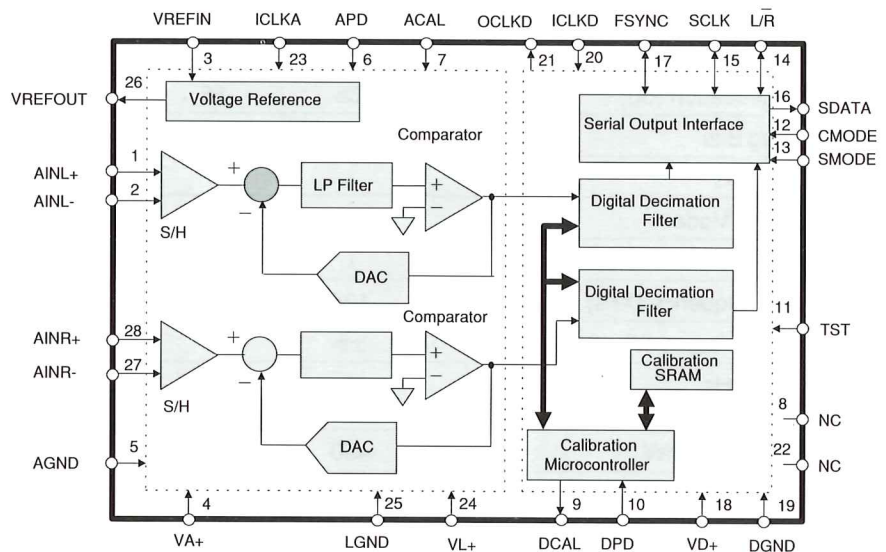 VREFIN ICLKA APD ACAL OCLKD ICLKD FSYNC SCLK L/R̅
3 23 6 7 21 20 17 15 14
26
VREFOUT
Voltage Reference
Serial Output Interface
16
SDATA
12
CMODE
13
SMODE
Comparator
1
AINL+
2
AINL-
S/H
+
−
LP Filter
+
−
DAC
Digital Decimation
Filter
Digital Decimation
Filter
11
TST
Comparator
28
AINR+
27
AINR-
S/H
+
−
+
−
DAC
Calibration
SRAM
8
NC
22
NC
5
AGND
Calibration
Microcontroller
4 25 24 9 10 18 19
VA+ LGND VL+ DCAL DPD VD+ DGND